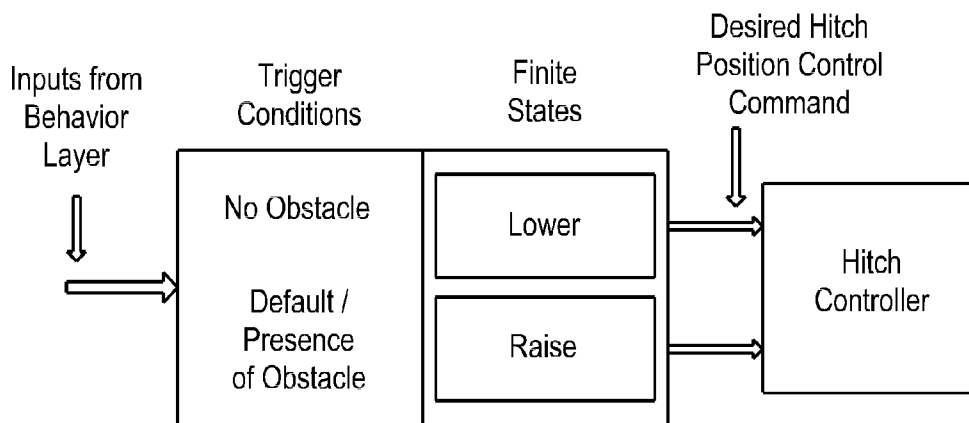 Inputs from
Behavior
Layer
Trigger
Conditions
Finite
States
Desired Hitch
Position Control
Command
No Obstacle
Default /
Presence
of Obstacle
Lower
Raise
Hitch
Controller